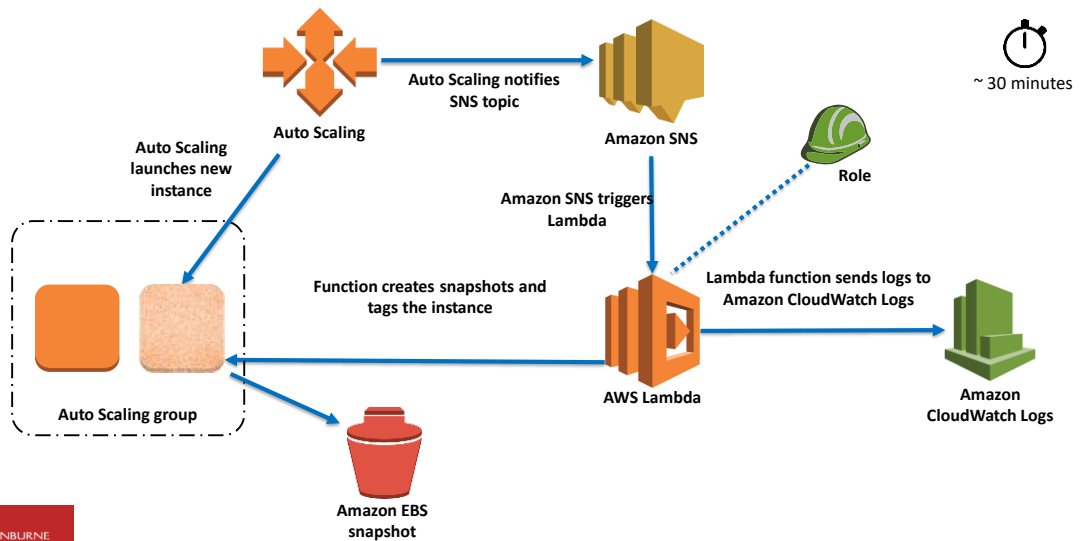 Auto Scaling notifies
SNS topic
~ 30 minutes
Auto Scaling
Amazon SNS
Auto Scaling
launches new
instance
Role
Amazon SNS triggers
Lambda
Function creates snapshots and
tags the instance
Lambda function sends logs to
Amazon CloudWatch Logs
Auto Scaling group
AWS Lambda
Amazon
CloudWatch Logs
Amazon EBS
snapshot
NBURNE